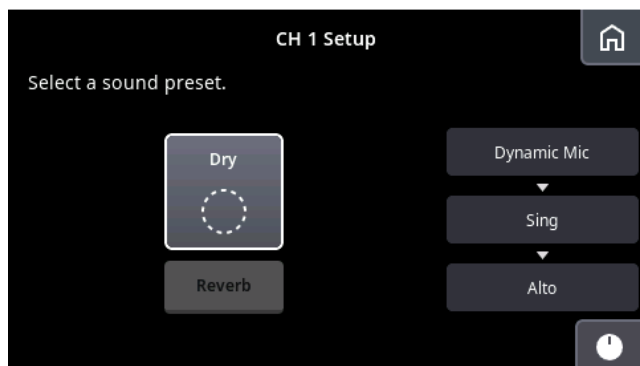 CH 1 Setup
Select a sound preset.
Dry
Reverb
Dynamic Mic
Sing
Alto